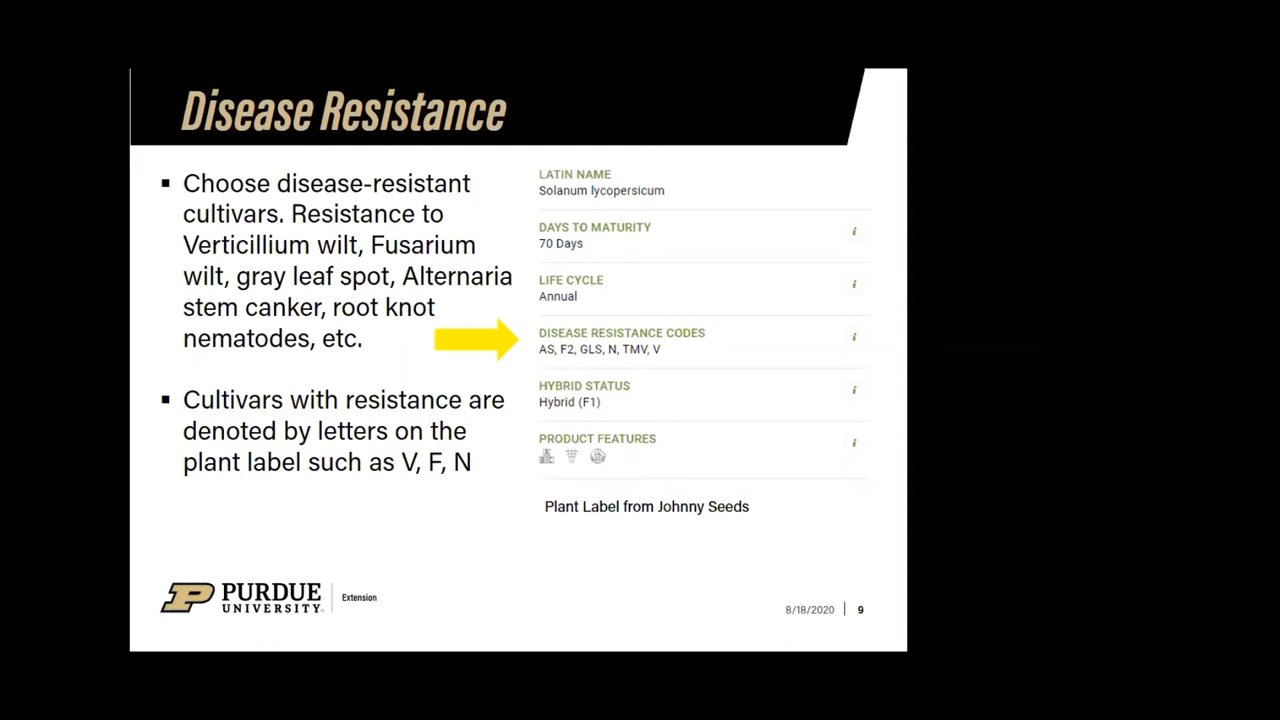 Disease Resistance
▪ Choose disease-resistant
cultivars. Resistance to
Verticillium wilt, Fusarium
wilt, gray leaf spot, Alternaria
stem canker, root knot
nematodes, etc.
▪ Cultivars with resistance are
denoted by letters on the
plant label such as V, F, N
LATIN NAME
Solanum lycopersicum
DAYS TO MATURITY
i
70 Days
LIFE CYCLE
i
Annual
DISEASE RESISTANCE CODES
i
AS, F2, GLS, N, TMV, V
HYBRID STATUS
i
Hybrid (F1)
PRODUCT FEATURES
i
Plant Label from Johnny Seeds
P PURDUE
UNIVERSITY®
Extension
8/18/2020 | 9